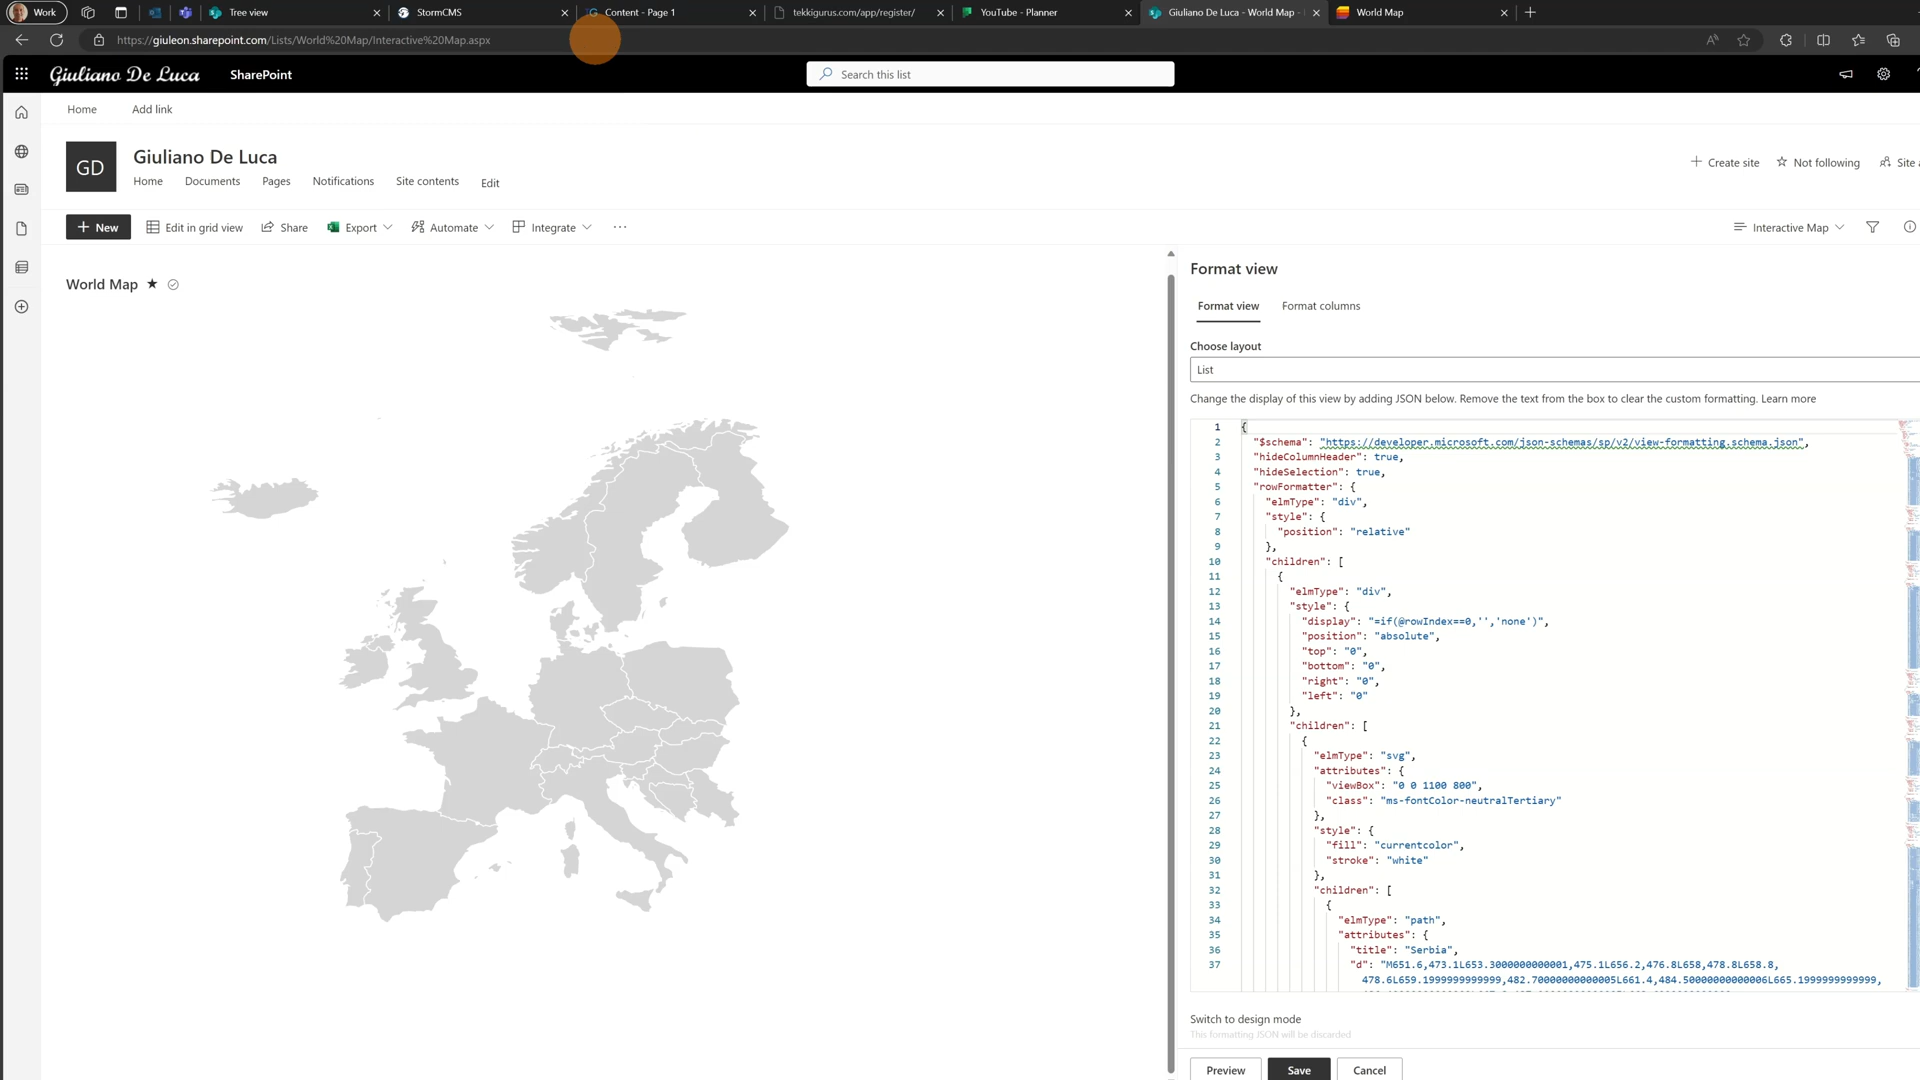 Work
Tree view
StormCMS
Content - Page 1
tekkigurus.com/app/register/
YouTube - Planner
Giuliano De Luca - World Map -
World Map
https://giuleon.sharepoint.com/Lists/World%20Map/Interactive%20Map.aspx
Giuliano De Luca
SharePoint
Search this list
Home
Add link
GD
Giuliano De Luca
Home
Documents
Pages
Notifications
Site contents
Edit
Create site
Not following
Site a
New
Edit in grid view
Share
Export
Automate
Integrate
Interactive Map
World Map
Format view
Format view
Format columns
Choose layout
List
Change the display of this view by adding JSON below. Remove the text from the box to clear the custom formatting. Learn more
1 {
2 "$schema": "https://developer.microsoft.com/json-schemas/sp/v2/view-formatting.schema.json",
3 "hideColumnHeader": true,
4 "hideSelection": true,
5 "rowFormatter": {
6 "elmType": "div",
7 "style": {
8 "position": "relative"
9 },
10 "children": [
11 {
12 "elmType": "div",
13 "style": {
14 "display": "=if(@rowIndex==0,'','none')",
15 "position": "absolute",
16 "top": "0",
17 "bottom": "0",
18 "right": "0",
19 "left": "0"
20 },
21 "children": [
22 {
23 "elmType": "svg",
24 "attributes": {
25 "viewBox": "0 0 1100 800",
26 "class": "ms-fontColor-neutralTertiary"
27 },
28 "style": {
29 "fill": "currentcolor",
30 "stroke": "white"
31 },
32 "children": [
33 {
34 "elmType": "path",
35 "attributes": {
36 "title": "Serbia",
37 "d": "M651.6,473.1L653.3000000000001,475.1L656.2,476.8L658,478.8L658.8,
478.6L659.1999999999999,482.70000000000005L661.4,484.50000000000006L665.1999999999999,
Switch to design mode
This formatting JSON will be discarded
Preview
Save
Cancel